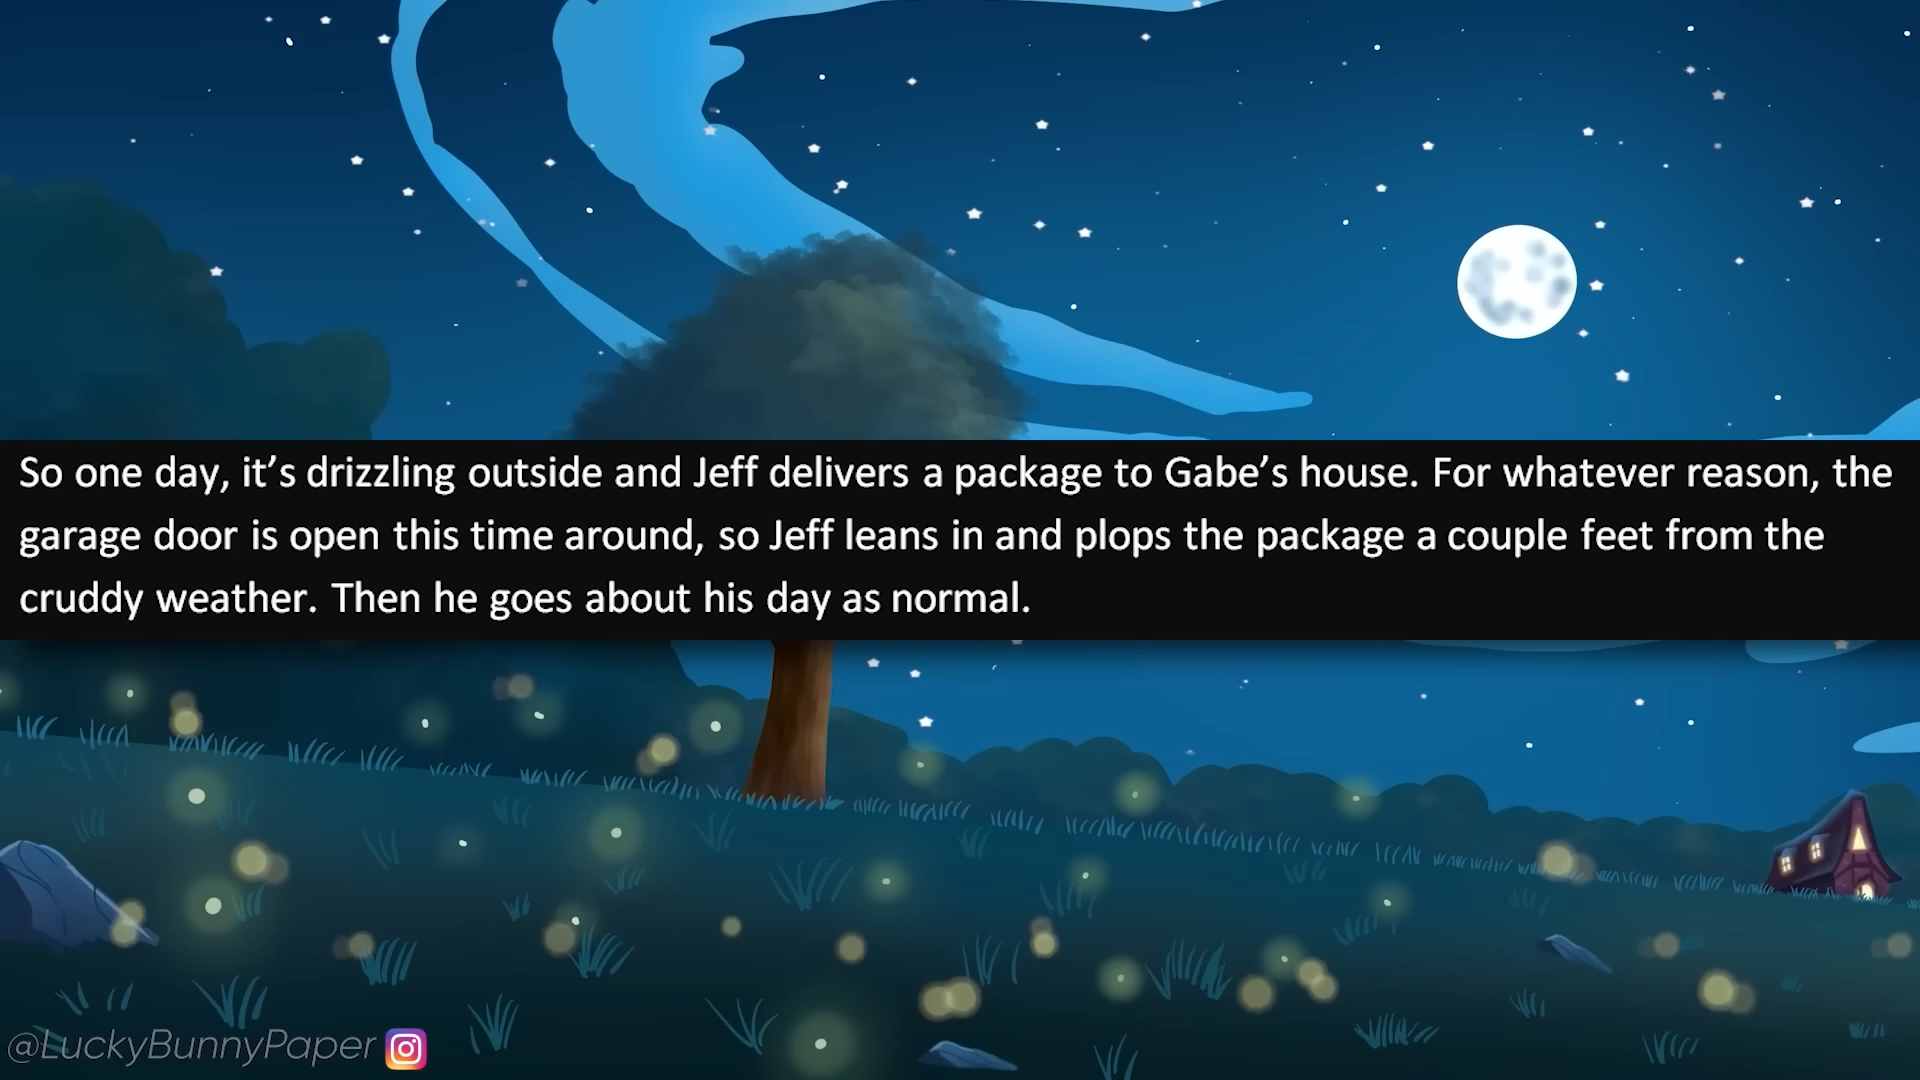 So one day, it’s drizzling outside and Jeff delivers a package to Gabe’s house. For whatever reason, the
garage door is open this time around, so Jeff leans in and plops the package a couple feet from the
cruddy weather. Then he goes about his day as normal.
@LuckyBunnyPaper